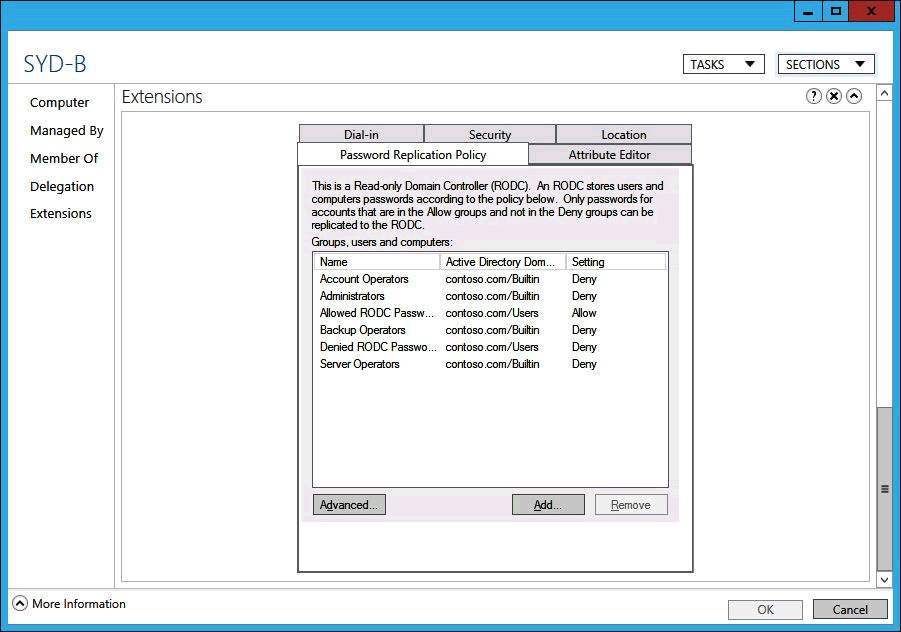 SYD-B
TASKS
SECTIONS
Computer
Managed By
Member Of
Delegation
Extensions
Extensions
Dial-in Security Location
Password Replication Policy Attribute Editor
This is a Read-only Domain Controller (RODC). An RODC stores users and
computers passwords according to the policy below. Only passwords for
accounts that are in the Allow groups and not in the Deny groups can be
replicated to the RODC.
Groups, users and computers:
Name Active Directory Dom... Setting
Account Operators contoso.com/Builtin Deny
Administrators contoso.com/Builtin Deny
Allowed RODC Passw... contoso.com/Users Allow
Backup Operators contoso.com/Builtin Deny
Denied RODC Passwo... contoso.com/Users Deny
Server Operators contoso.com/Builtin Deny
Advanced... Add... Remove
More Information
OK Cancel